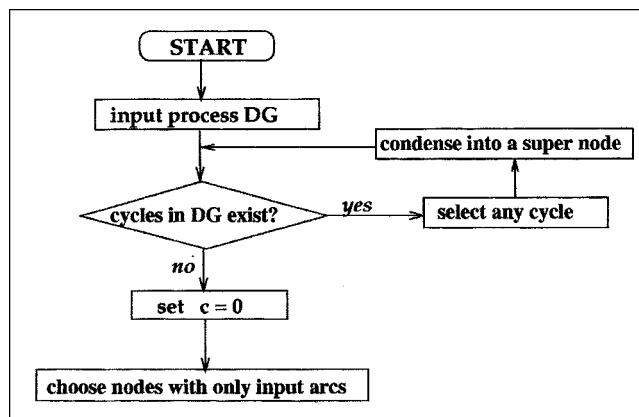 START
input process DG
condense into a super node
cycles in DG exist?
yes
select any cycle
no
set c = 0
choose nodes with only input arcs